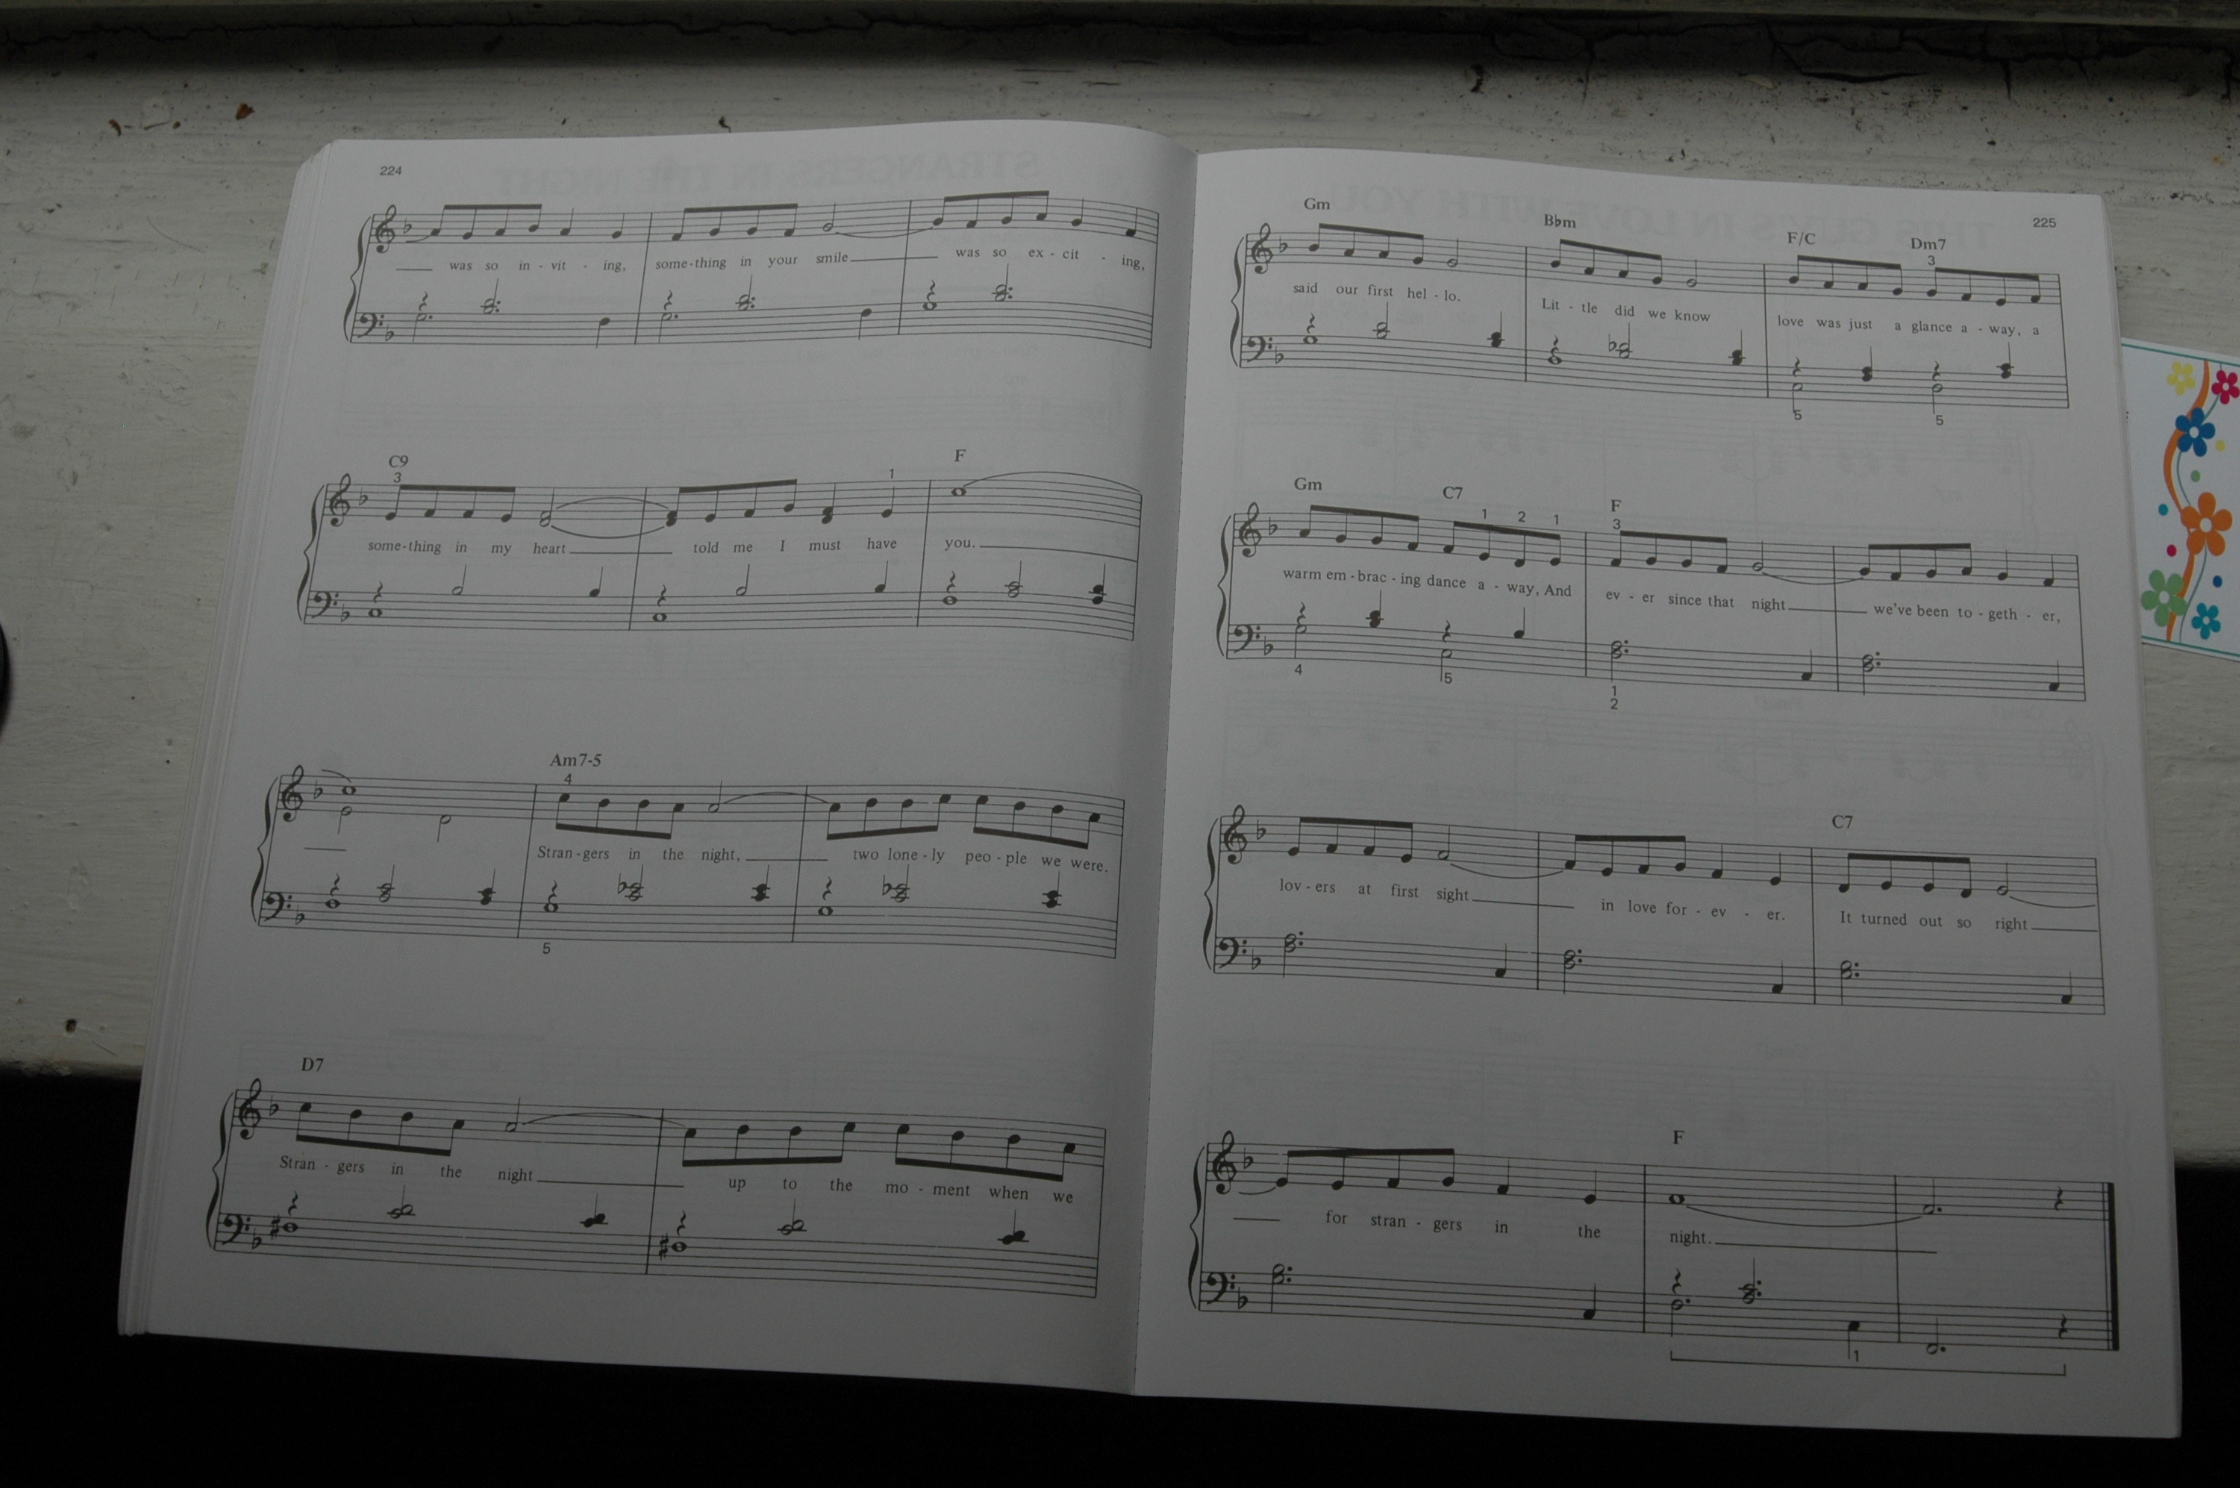 224
was so in - vit - ing, some-thing in your smile was so ex - cit - ing,
C9 F
3 1
some-thing in my heart told me I must have you.
Am7-5
4
Stran-gers in the night, two lone-ly peo-ple we were.
5
D7
Stran-gers in the night up to the mo-ment when we
225
Gm B♭m F/C Dm7
3
said our first hel-lo. Lit-tle did we know love was just a glance a-way, a
5 5
Gm C7 F
1 2 1 3
warm em-brac-ing dance a-way, And ev-er since that night we've been to-geth-er,
4 5 1
2
C7
lov-ers at first sight in love for-ev-er. It turned out so right
F
for stran-gers in the night.
1